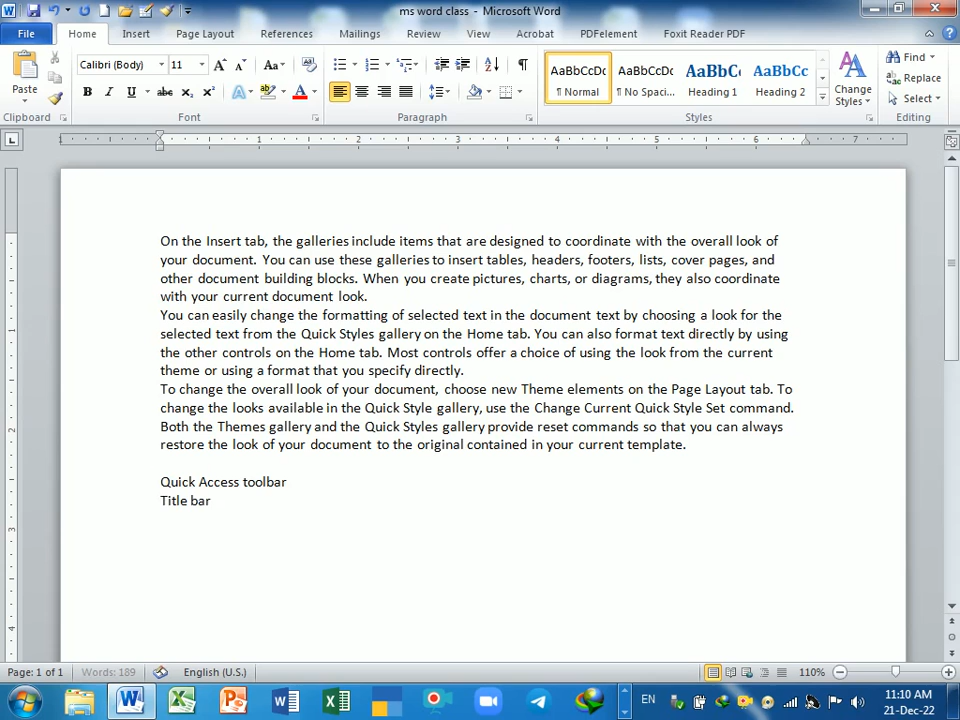 ms word class - Microsoft Word
File Home Insert Page Layout References Mailings Review View Acrobat PDFelement Foxit Reader PDF
Calibri (Body) 11
Paste
Clipboard Font Paragraph Styles Editing
AaBbCcDc AaBbCcDc AaBbC AaBbCc
¶ Normal ¶ No Spaci... Heading 1 Heading 2
Change Styles
Find
Replace
Select
On the Insert tab, the galleries include items that are designed to coordinate with the overall look of
your document. You can use these galleries to insert tables, headers, footers, lists, cover pages, and
other document building blocks. When you create pictures, charts, or diagrams, they also coordinate
with your current document look.
You can easily change the formatting of selected text in the document text by choosing a look for the
selected text from the Quick Styles gallery on the Home tab. You can also format text directly by using
the other controls on the Home tab. Most controls offer a choice of using the look from the current
theme or using a format that you specify directly.
To change the overall look of your document, choose new Theme elements on the Page Layout tab. To
change the looks available in the Quick Style gallery, use the Change Current Quick Style Set command.
Both the Themes gallery and the Quick Styles gallery provide reset commands so that you can always
restore the look of your document to the original contained in your current template.
Quick Access toolbar
Title bar
Page: 1 of 1 Words: 189 English (U.S.) 110%
EN 11:10 AM
21-Dec-22